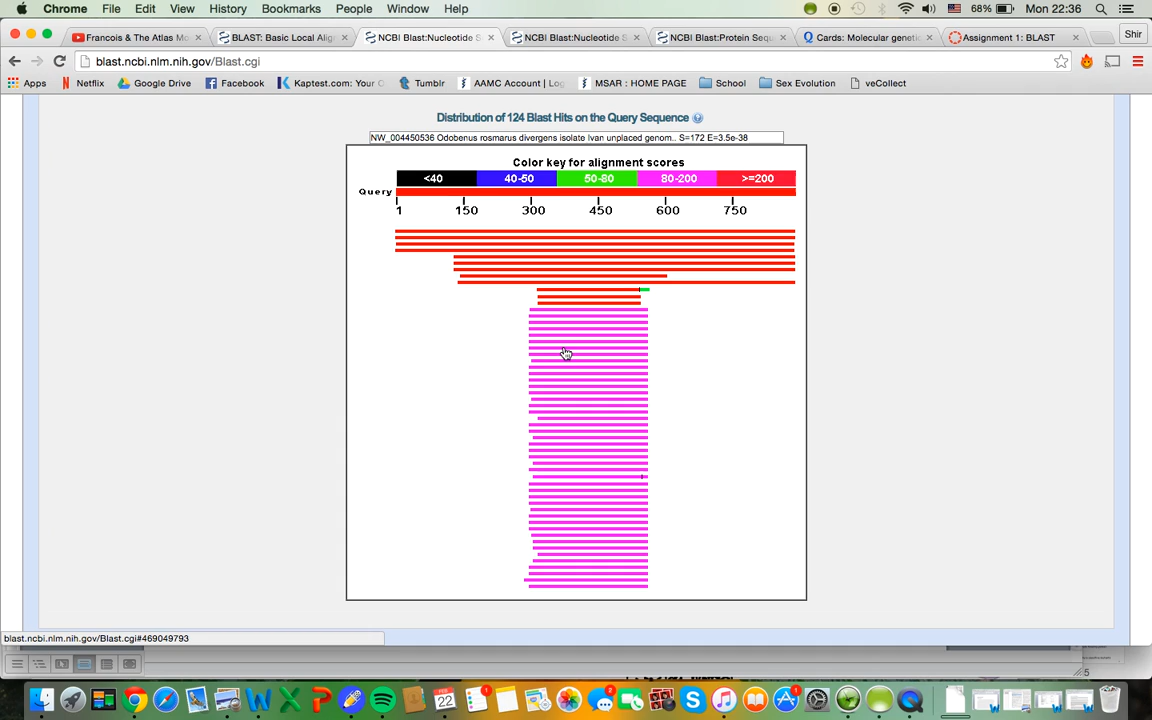 Chrome File Edit View History Bookmarks People Window Help 68% Mon 22:36
Francois & The Atlas Mo BLAST: Basic Local Align NCBI Blast:Nucleotide S NCBI Blast:Nucleotide S NCBI Blast:Protein Sequ Cards: Molecular genetic Assignment 1: BLAST Shir
blast.ncbi.nlm.nih.gov/Blast.cgi
Apps Netflix Google Drive Facebook Kaptest.com: Your O Tumblr AAMC Account | Log MSAR : HOME PAGE School Sex Evolution veCollect
Distribution of 124 Blast Hits on the Query Sequence
NW_004450536 Odobenus rosmarus divergens isolate Ivan unplaced genom.. S=172 E=3.5e-38
Color key for alignment scores
<40 40-50 50-80 80-200 >=200
Query
1 150 300 450 600 750
blast.ncbi.nlm.nih.gov/Blast.cgi#469049793